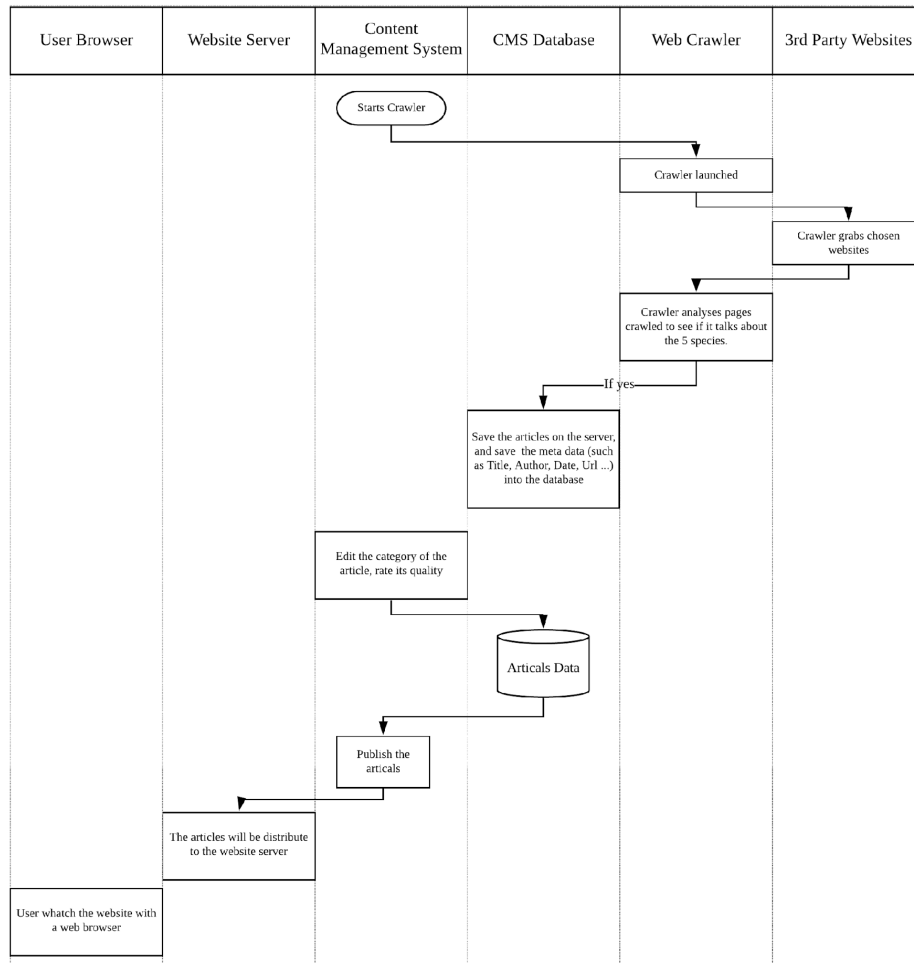 User Browser
Website Server
Content
Management System
CMS Database
Web Crawler
3rd Party Websites
Starts Crawler
Crawler launched
Crawler grabs chosen
websites
Crawler analyses pages
crawled to see if it talks about
the 5 species.
If yes
Save the articles on the server,
and save the meta data (such
as Title, Author, Date, Url ...)
into the database
Edit the category of the
article, rate its quality
Articals Data
Publish the
articals
The articles will be distribute
to the website server
User whatch the website with
a web browser